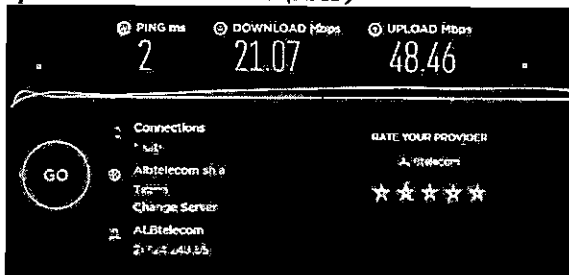 PING ms DOWNLOAD Mbps UPLOAD Mbps
2 21.07 48.46
Connections
RATE YOUR PROVIDER
GO
Albtelecom sh.a
Change Server
ALBtelecom